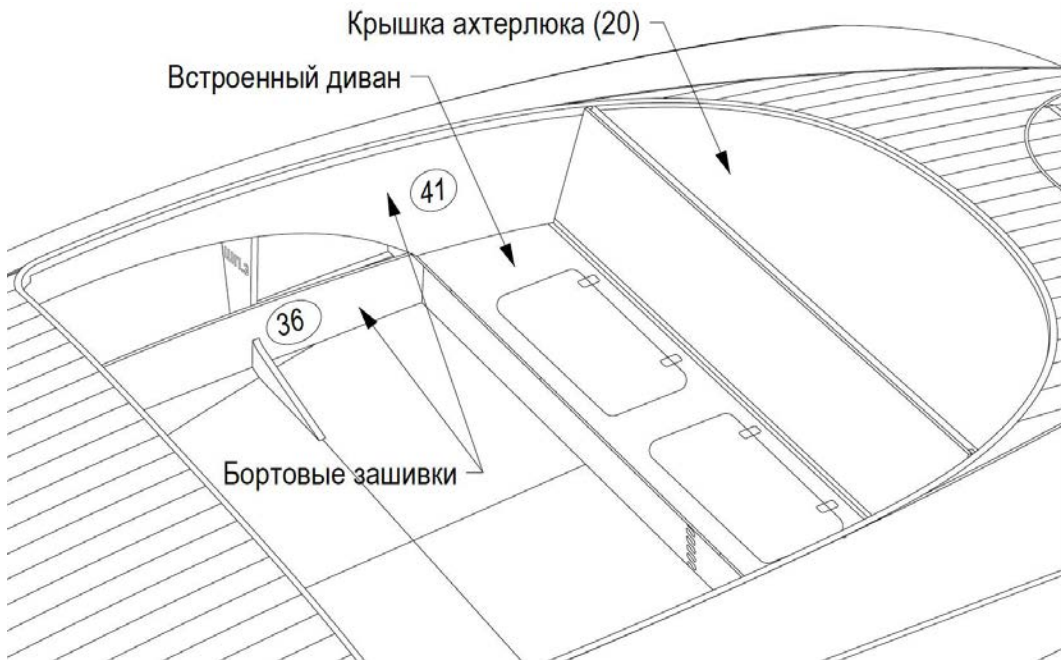 Крышка ахтерлюка (20)
Встроенный диван
41
36
Бортовые зашивки